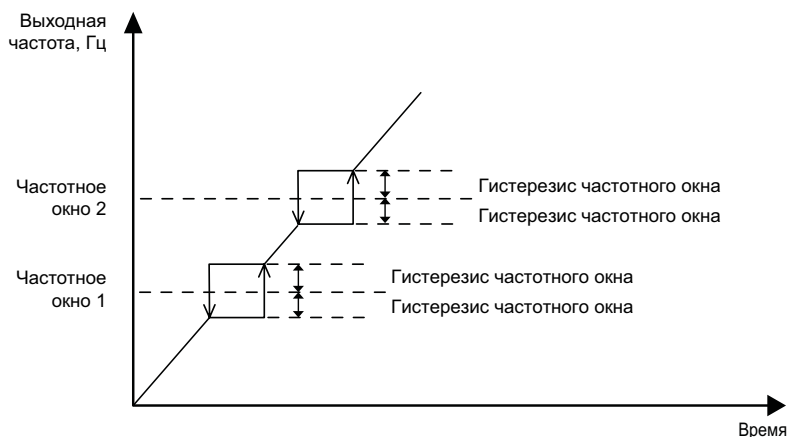 Выходная
частота, Гц
Частотное
окно 2
Гистерезис частотного окна
Гистерезис частотного окна
Частотное
окно 1
Гистерезис частотного окна
Гистерезис частотного окна
Время